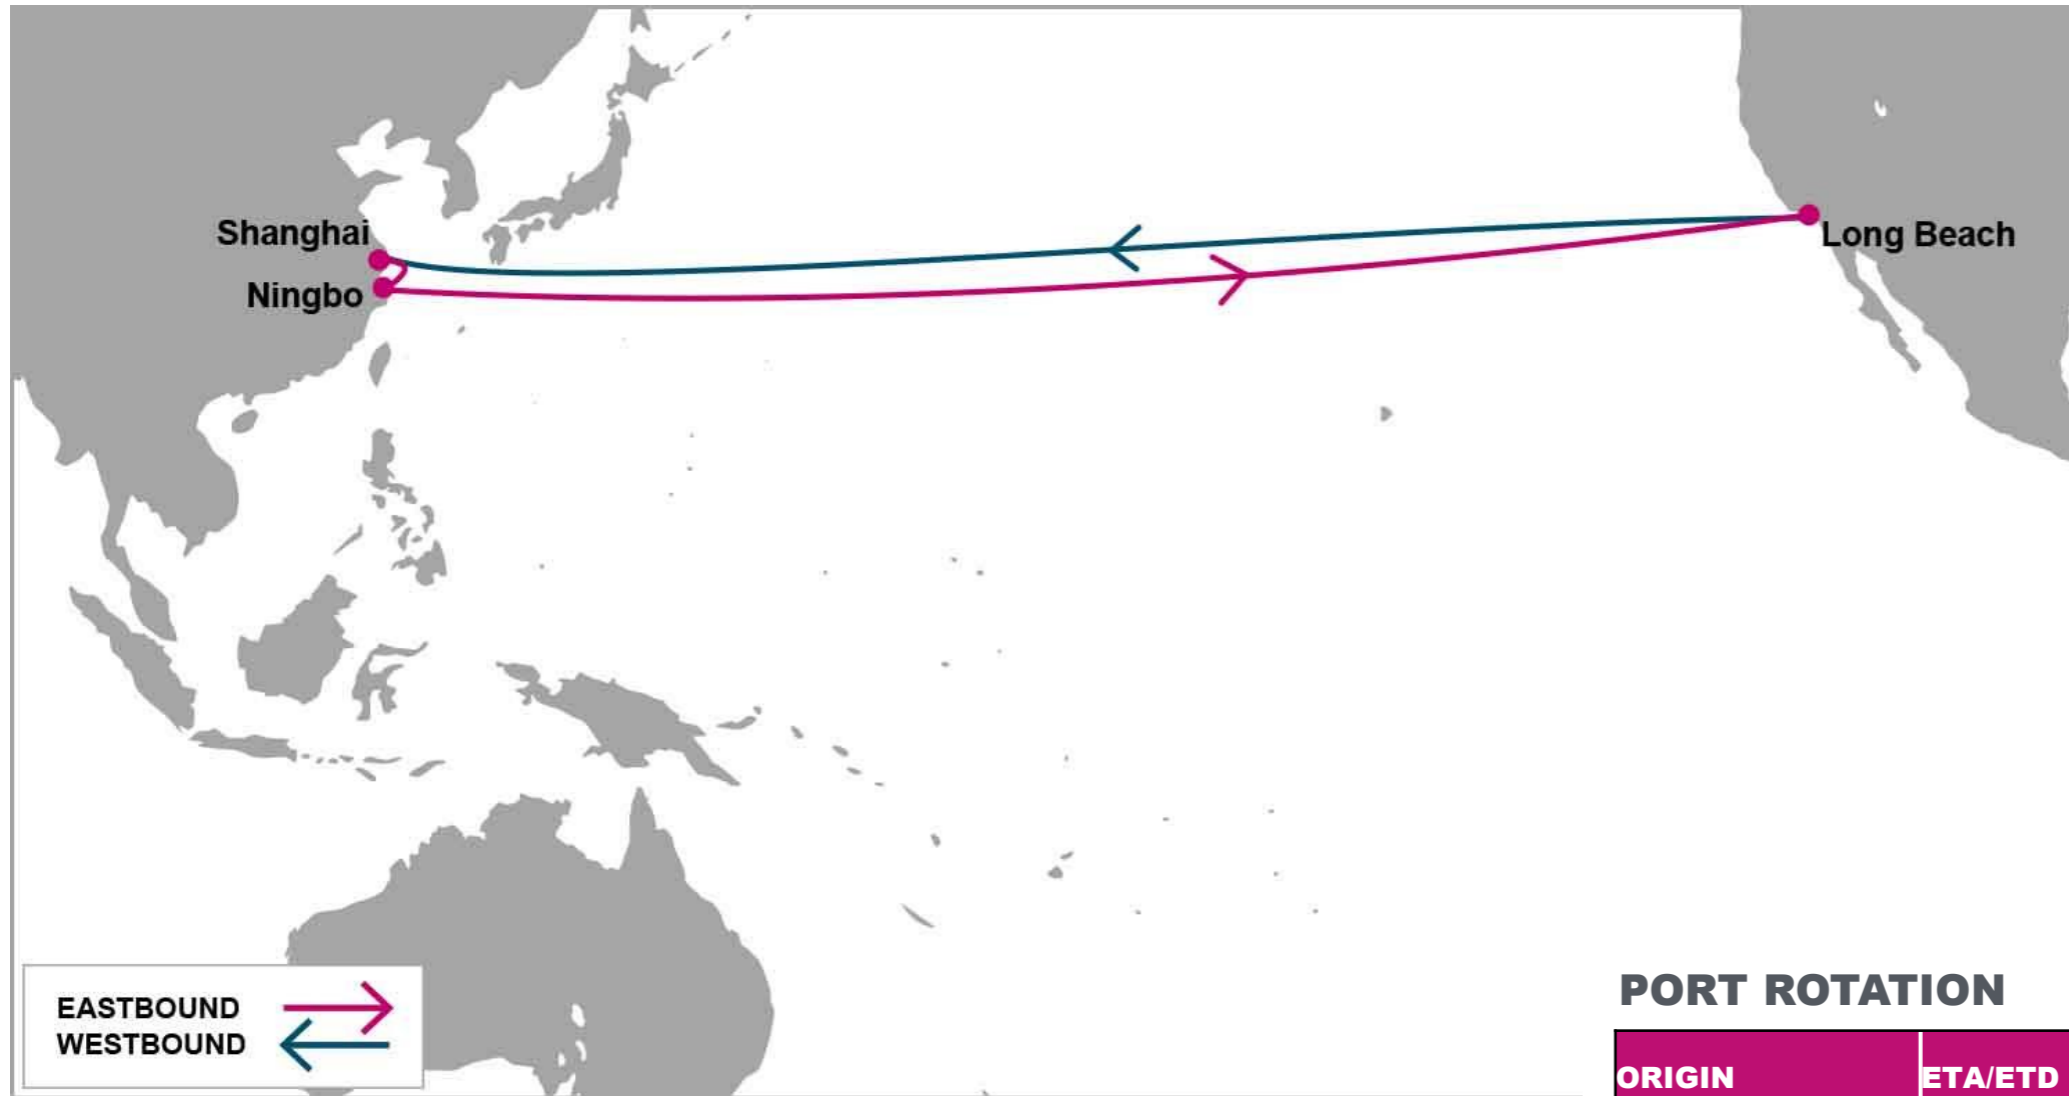 Shanghai
Ningbo
Long Beach
EASTBOUND
WESTBOUND
PORT ROTATION
ORIGIN ETA/ETD